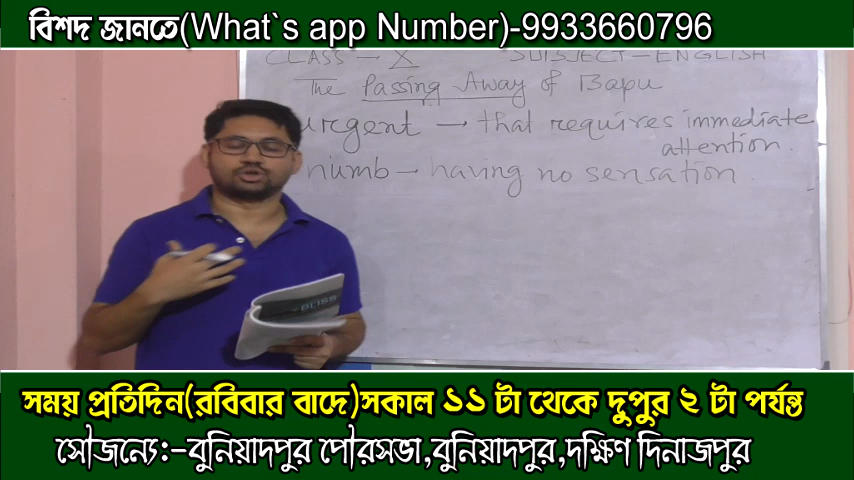 বিশদ জানতে(What`s app Number)-9933660796
CLASS - X SUBJECT - ENGLISH
The Passing Away of Bapu
urgent → that requires immediate
attention.
numb - having no sensation.
BLISS
সময় প্রতিদিন(রবিবার বাদে)সকাল ১১ টা থেকে দুপুর ২ টা পর্যন্ত
সৌজন্যে:-বুনিয়াদপুর পৌরসভা,বুনিয়াদপুর,দক্ষিণ দিনাজপুর